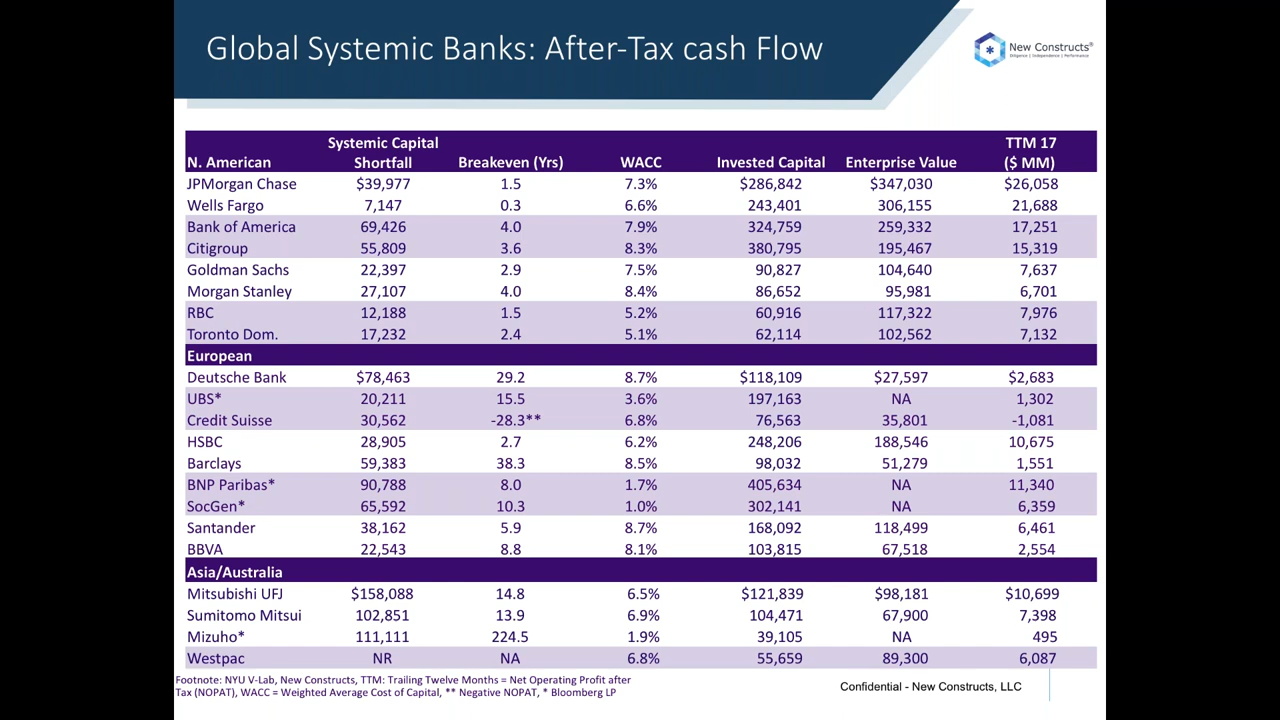 Global Systemic Banks: After-Tax cash Flow
New Constructs®
Diligence | Independence | Performance
Systemic Capital TTM 17
N. American Shortfall Breakeven (Yrs) WACC Invested Capital Enterprise Value ($ MM)
JPMorgan Chase $39,977 1.5 7.3% $286,842 $347,030 $26,058
Wells Fargo 7,147 0.3 6.6% 243,401 306,155 21,688
Bank of America 69,426 4.0 7.9% 324,759 259,332 17,251
Citigroup 55,809 3.6 8.3% 380,795 195,467 15,319
Goldman Sachs 22,397 2.9 7.5% 90,827 104,640 7,637
Morgan Stanley 27,107 4.0 8.4% 86,652 95,981 6,701
RBC 12,188 1.5 5.2% 60,916 117,322 7,976
Toronto Dom. 17,232 2.4 5.1% 62,114 102,562 7,132
European
Deutsche Bank $78,463 29.2 8.7% $118,109 $27,597 $2,683
UBS* 20,211 15.5 3.6% 197,163 NA 1,302
Credit Suisse 30,562 -28.3** 6.8% 76,563 35,801 -1,081
HSBC 28,905 2.7 6.2% 248,206 188,546 10,675
Barclays 59,383 38.3 8.5% 98,032 51,279 1,551
BNP Paribas* 90,788 8.0 1.7% 405,634 NA 11,340
SocGen* 65,592 10.3 1.0% 302,141 NA 6,359
Santander 38,162 5.9 8.7% 168,092 118,499 6,461
BBVA 22,543 8.8 8.1% 103,815 67,518 2,554
Asia/Australia
Mitsubishi UFJ $158,088 14.8 6.5% $121,839 $98,181 $10,699
Sumitomo Mitsui 102,851 13.9 6.9% 104,471 67,900 7,398
Mizuho* 111,111 224.5 1.9% 39,105 NA 495
Westpac NR NA 6.8% 55,659 89,300 6,087
Footnote: NYU V-Lab, New Constructs, TTM: Trailing Twelve Months = Net Operating Profit after
Tax (NOPAT), WACC = Weighted Average Cost of Capital, ** Negative NOPAT, * Bloomberg LP
Confidential - New Constructs, LLC